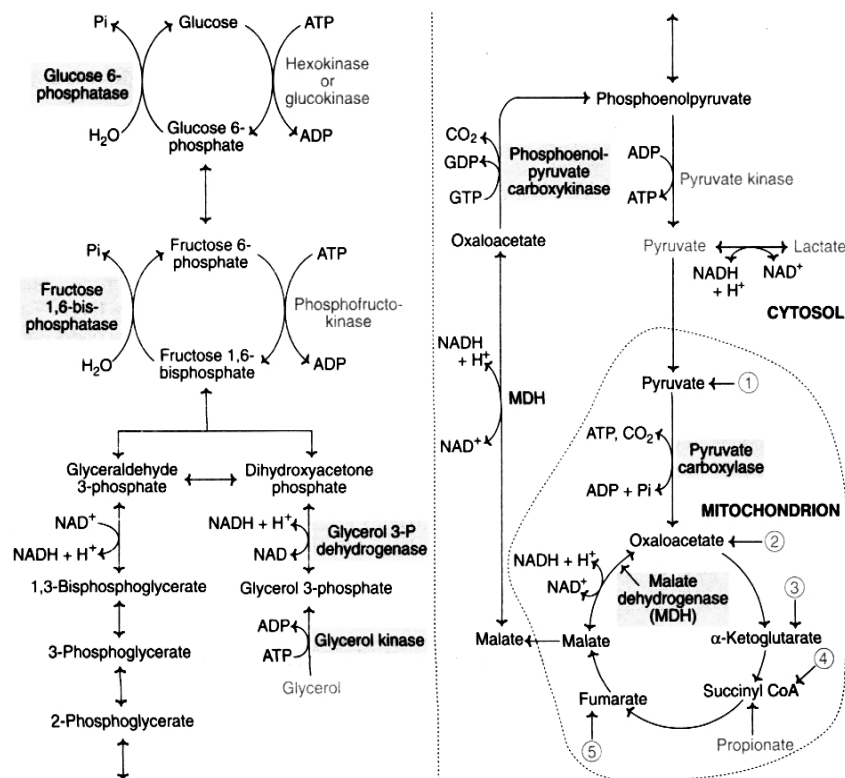 Pi
Glucose
ATP
Glucose 6-
phosphatase
Hexokinase
or
glucokinase
H₂O
Glucose 6-
phosphate
ADP
Pi
Fructose 6-
phosphate
ATP
Fructose
1,6-bis-
phosphatase
Phosphofructo-
kinase
H₂O
Fructose 1,6-
bisphosphate
ADP
Glyceraldehyde
3-phosphate
Dihydroxyacetone
phosphate
NAD⁺
NADH + H⁺
NADH + H⁺
NAD
Glycerol 3-P
dehydrogenase
1,3-Bisphosphoglycerate
Glycerol 3-phosphate
ADP
ATP
Glycerol kinase
3-Phosphoglycerate
Glycerol
2-Phosphoglycerate
Phosphoenolpyruvate
CO₂
GDP
GTP
Phosphoenol-
pyruvate
carboxykinase
ADP
ATP
Pyruvate kinase
Oxaloacetate
Pyruvate
Lactate
NADH
+ H⁺
NAD⁺
CYTOSOL
NADH
+ H⁺
MDH
NAD⁺
Pyruvate
①
ATP, CO₂
Pyruvate
carboxylase
ADP + Pi
MITOCHONDRION
Oxaloacetate
②
NADH + H⁺
NAD⁺
Malate
dehydrogenase
(MDH)
③
Malate
Malate
α-Ketoglutarate
④
Fumarate
Succinyl CoA
⑤
Propionate